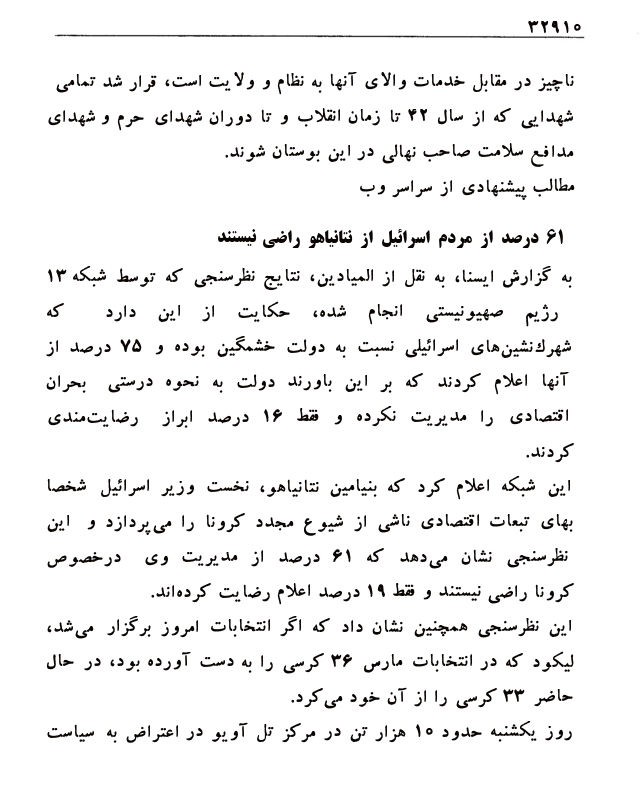 ۳۲۹۱۰
ناچیز در مقابل خدمات والای آنها به نظام و ولایت است، قرار شد تمامی
شهدایی که از سال ۴۲ تا زمان انقلاب و تا دوران شهدای حرم و شهدای
مدافع سلامت صاحب نهالی در این بوستان شوند.
مطالب پیشنهادی از سراسر وب
۶۱ درصد از مردم اسرائیل از نتانیاهو راضی نیستند
به گزارش ایسنا، به نقل از المیادین، نتایج نظرسنجی که توسط شبکه ۱۳
رژیم صهیونیستی انجام شده، حکایت از این دارد که
شهرك‌نشین‌های اسرائیلی نسبت به دولت خشمگین بوده و ۷۵ درصد از
آنها اعلام کردند که بر این باورند دولت به نحوه درستی بحران
اقتصادی را مدیریت نکرده و فقط ۱۶ درصد ابراز رضایت‌مندی
کردند.
این شبکه اعلام کرد که بنیامین نتانیاهو، نخست وزیر اسرائیل شخصا
بهای تبعات اقتصادی ناشی از شیوع مجدد کرونا را می‌پردازد و این
نظرسنجی نشان می‌دهد که ۶۱ درصد از مدیریت وی درخصوص
کرونا راضی نیستند و فقط ۱۹ درصد اعلام رضایت کرده‌اند.
این نظرسنجی همچنین نشان داد که اگر انتخابات امروز برگزار می‌شد،
لیکود که در انتخابات مارس ۳۶ کرسی را به دست آورده بود، در حال
حاضر ۳۳ کرسی را از آن خود می‌کرد.
روز یکشنبه حدود ۱۰ هزار تن در مرکز تل آویو در اعتراض به سیاست